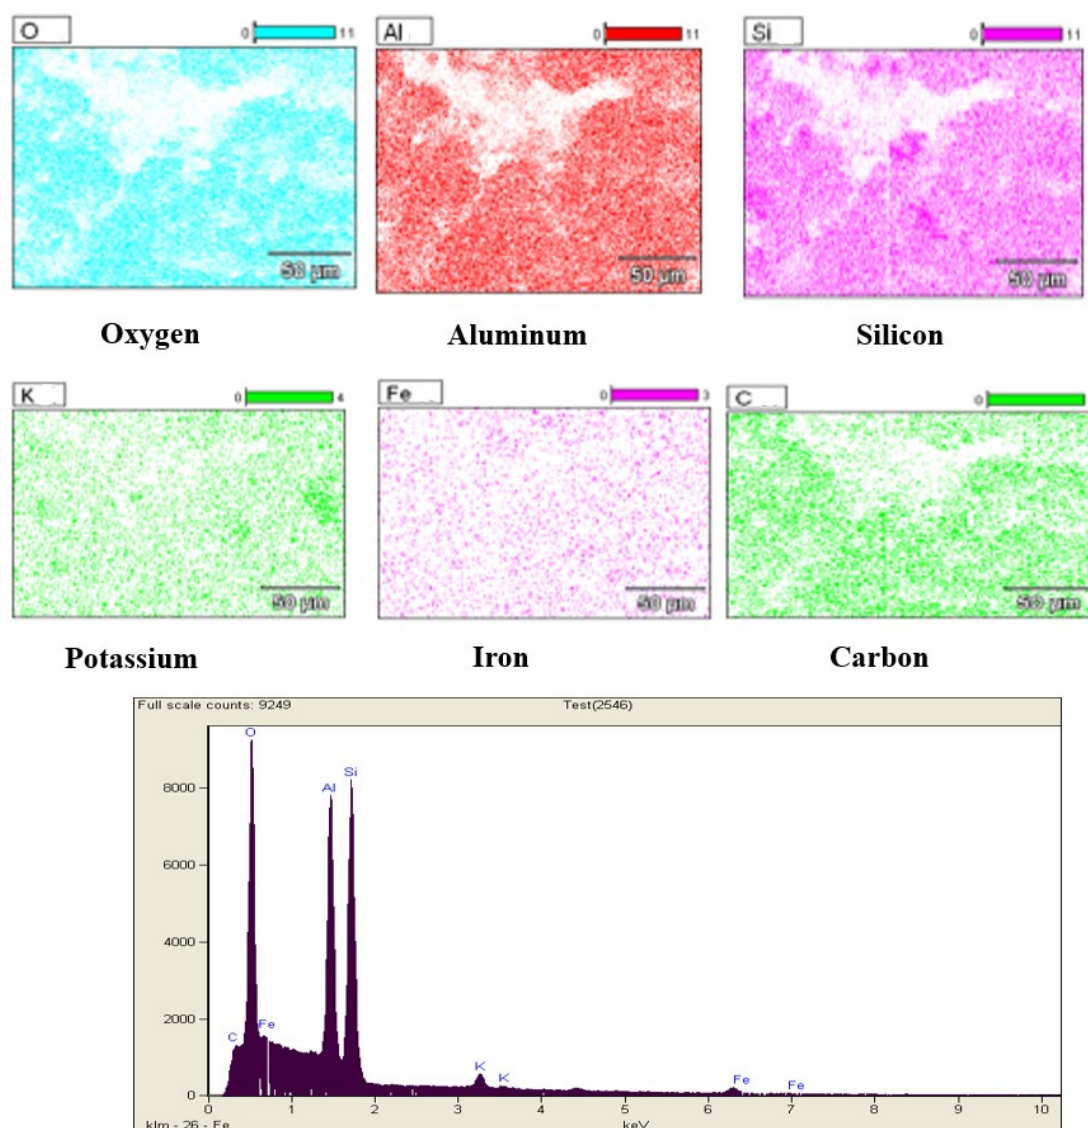 O 0 11 Al 0 11 Si 0 11
50 µm 50 µm 50 µm
Oxygen Aluminum Silicon
K 0 4 Fe 0 3 C 0
50 µm 50 µm 50 µm
Potassium Iron Carbon
Full scale counts: 9249 Test(2546)
O
Si
8000 Al
6000
4000
2000 Fe
C
K
K Fe Fe
0
0 1 2 3 4 5 6 7 8 9 10
klm - 26 - Fe keV